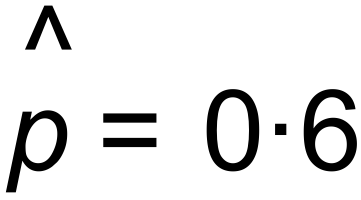 p̂ = 0·6